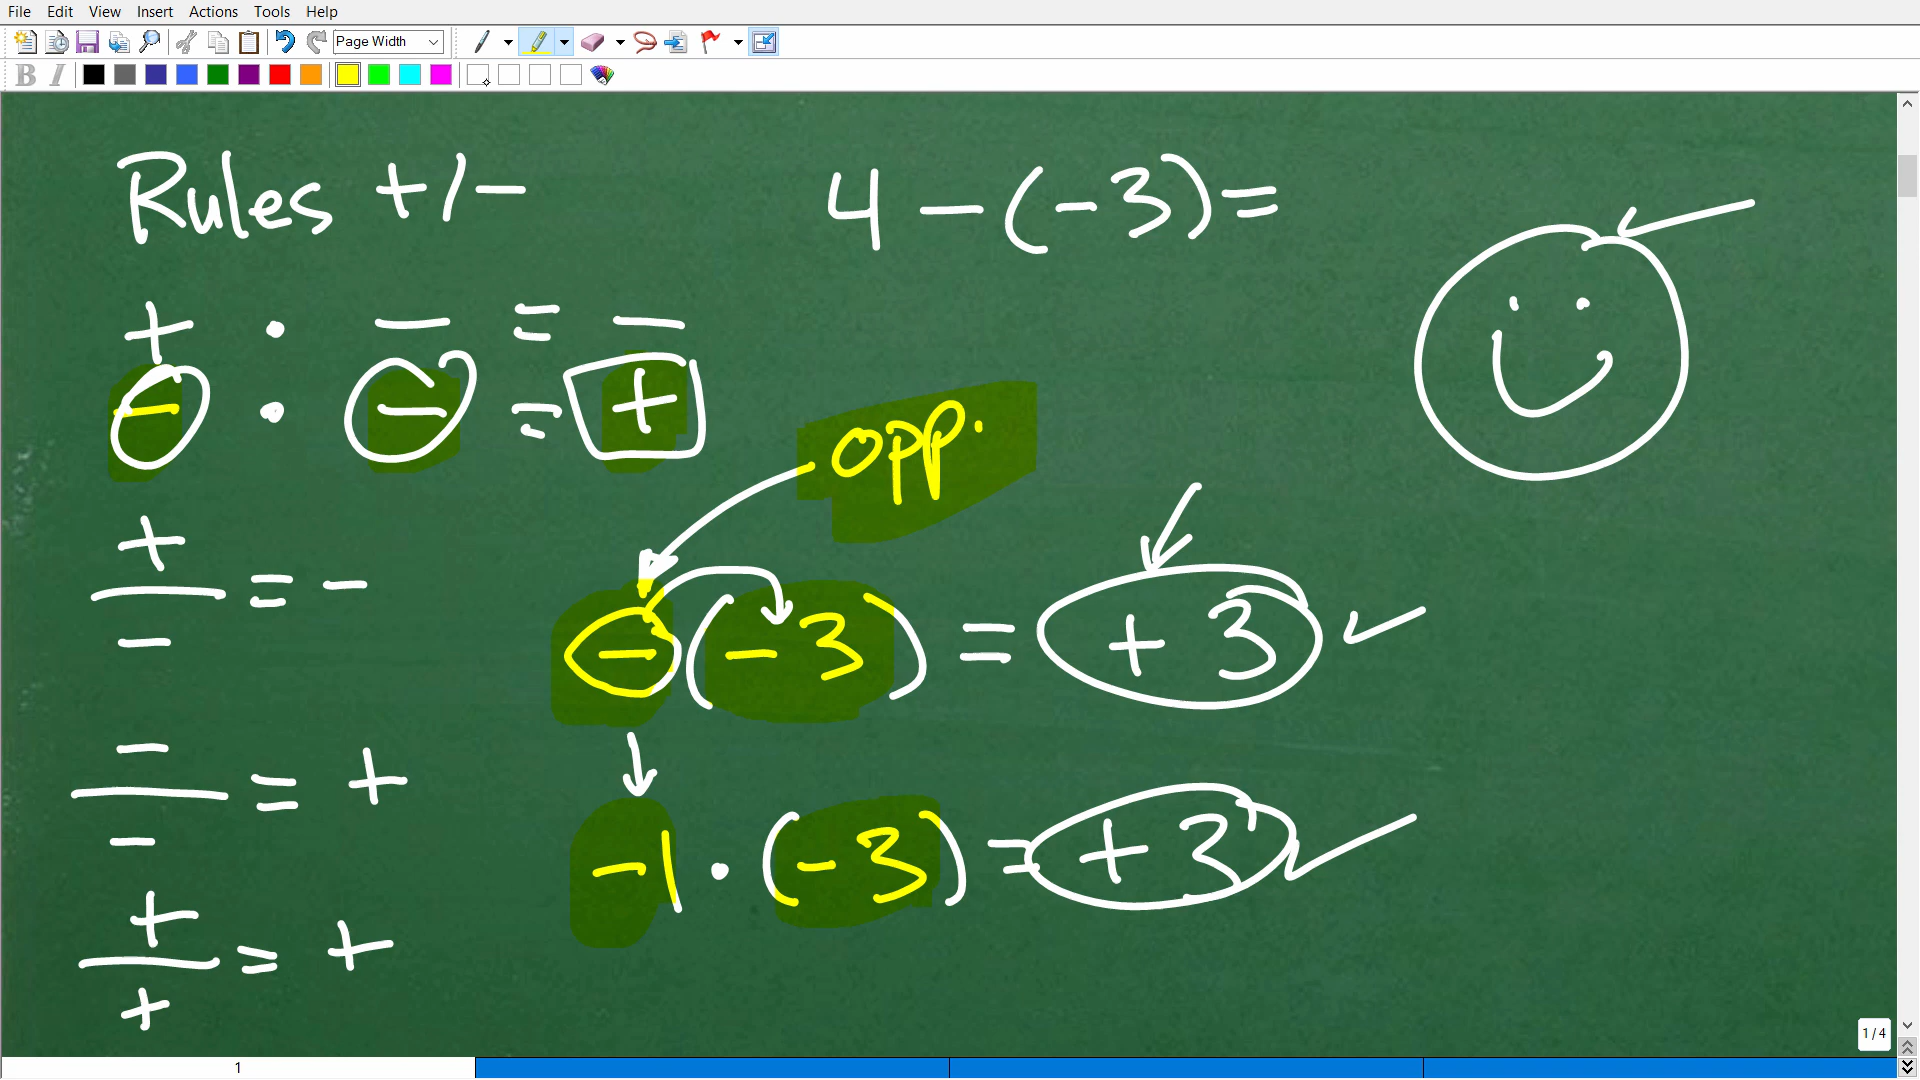 File Edit View Insert Actions Tools Help
Page Width
B I
Rules +/-
4 - (-3) =
+ · - = -
- · - = +
opp.
+
— = -
-
-(-3) = +3 ✓
-
— = +
-
-1 · (-3) = +3 ✓
+
— = +
+
1 / 4
1